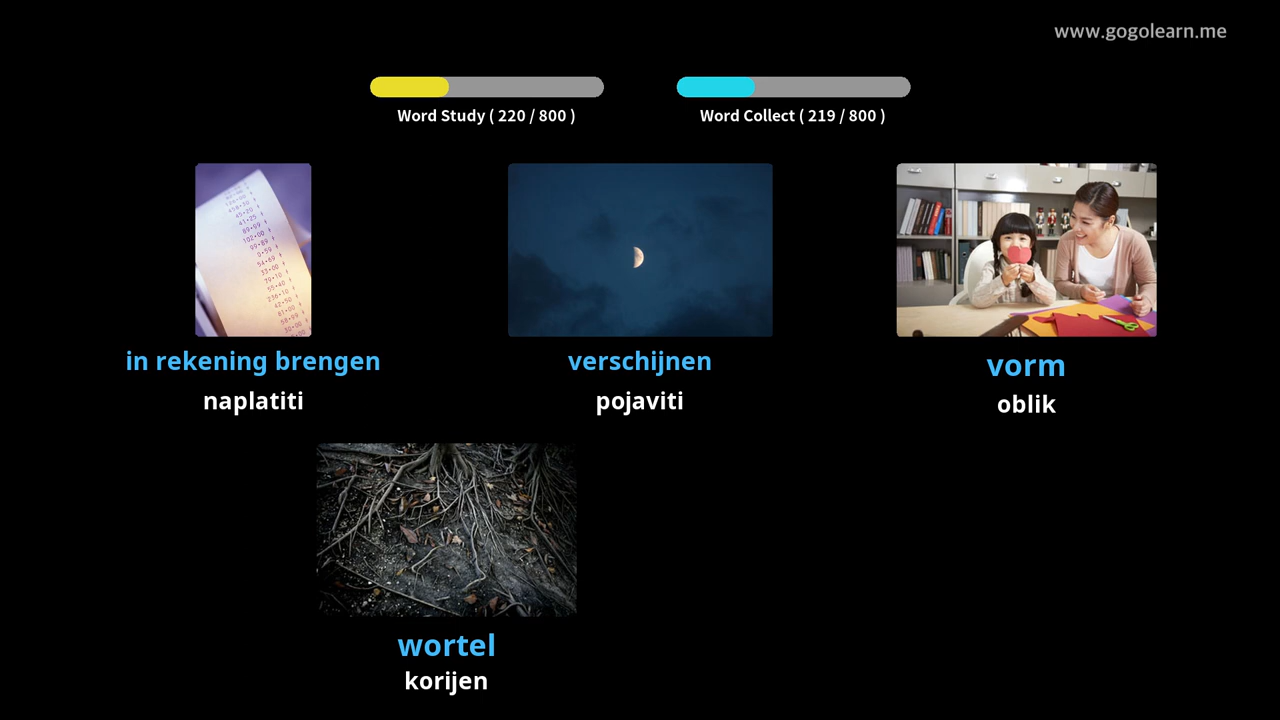 www.gogolearn.me
Word Study ( 220 / 800 )
Word Collect ( 219 / 800 )
in rekening brengen
naplatiti
verschijnen
pojaviti
vorm
oblik
wortel
korijen